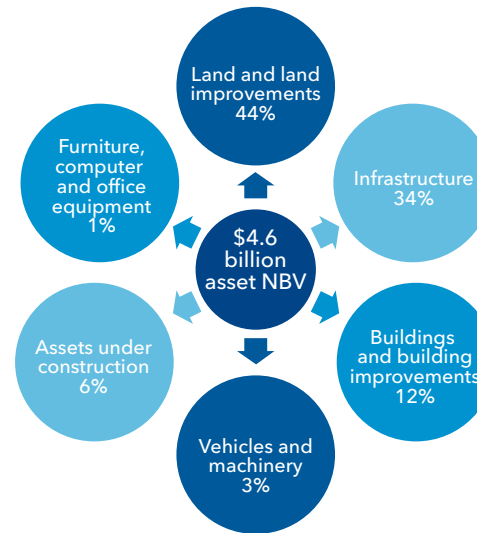 Land and land
improvements
44%
Furniture,
computer
and office
equipment
1%
Infrastructure
34%
$4.6
billion
asset NBV
Assets under
construction
6%
Buildings
and building
improvements
12%
Vehicles and
machinery
3%